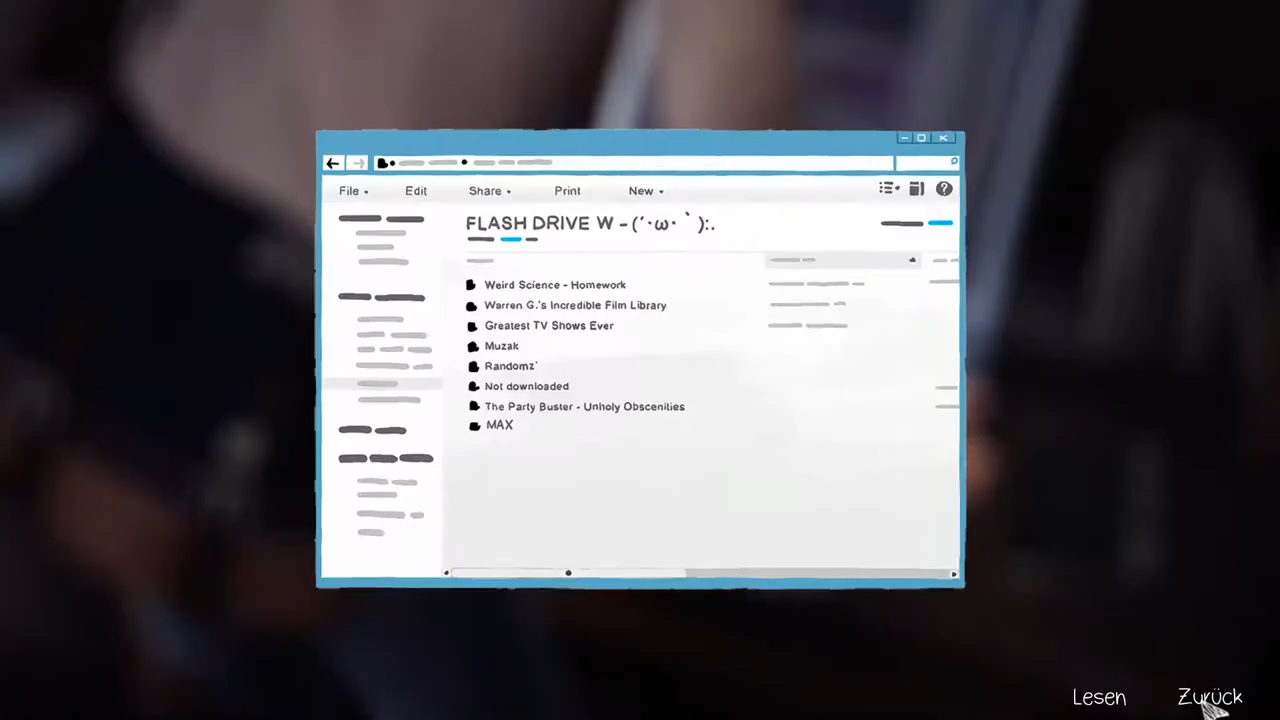 File Edit Share Print New
FLASH DRIVE W -(´･ω･`):.
Weird Science - Homework
Warren G.'s Incredible Film Library
Greatest TV Shows Ever
Muzak
Randomz'
Not downloaded
The Party Buster - Unholy Obscenities
MAX
Lesen Zurück